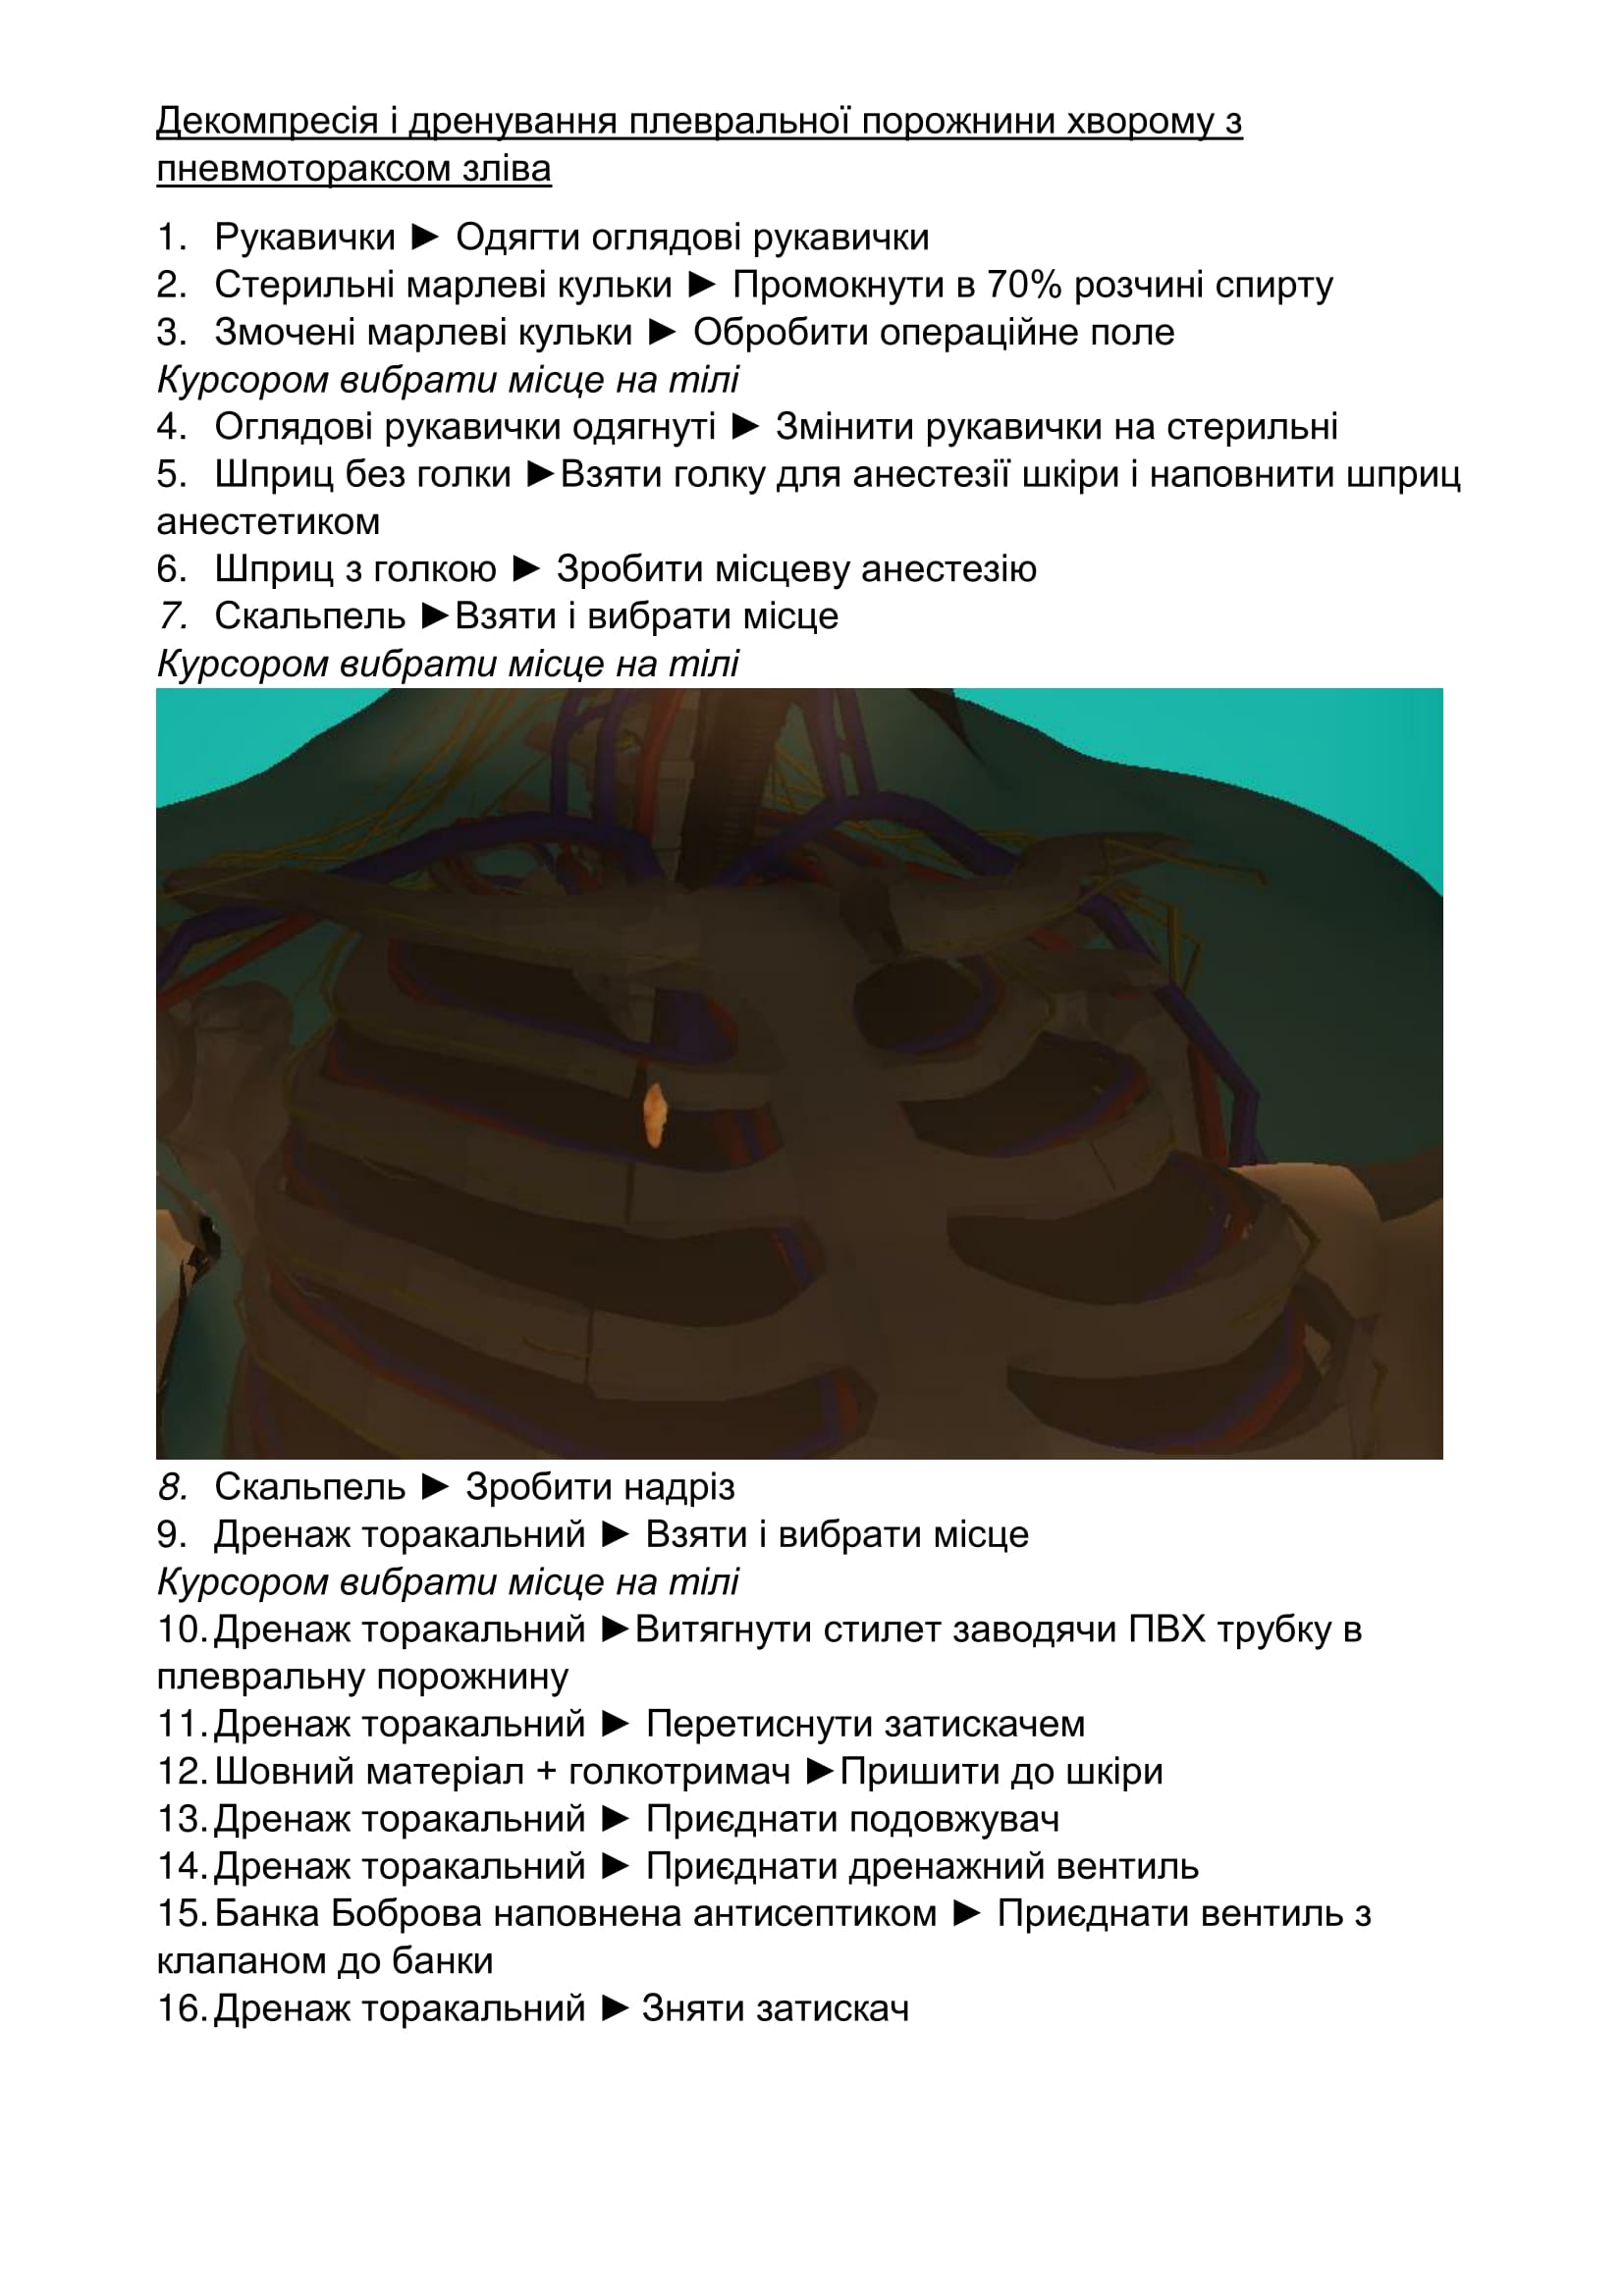 Декомпресія і дренування плевральної порожнини хворому з
пневмотораксом зліва
1. Рукавички ► Одягти оглядові рукавички
2. Стерильні марлеві кульки ► Промокнути в 70% розчині спирту
3. Змочені марлеві кульки ► Обробити операційне поле
Курсором вибрати місце на тілі
4. Оглядові рукавички одягнуті ► Змінити рукавички на стерильні
5. Шприц без голки ►Взяти голку для анестезії шкіри і наповнити шприц
анестетиком
6. Шприц з голкою ► Зробити місцеву анестезію
7. Скальпель ►Взяти і вибрати місце
Курсором вибрати місце на тілі
8. Скальпель ► Зробити надріз
9. Дренаж торакальний ► Взяти і вибрати місце
Курсором вибрати місце на тілі
10. Дренаж торакальний ►Витягнути стилет заводячи ПВХ трубку в
плевральну порожнину
11. Дренаж торакальний ► Перетиснути затискачем
12. Шовний матеріал + голкотримач ►Пришити до шкіри
13. Дренаж торакальний ► Приєднати подовжувач
14. Дренаж торакальний ► Приєднати дренажний вентиль
15. Банка Боброва наповнена антисептиком ► Приєднати вентиль з
клапаном до банки
16. Дренаж торакальний ► Зняти затискач